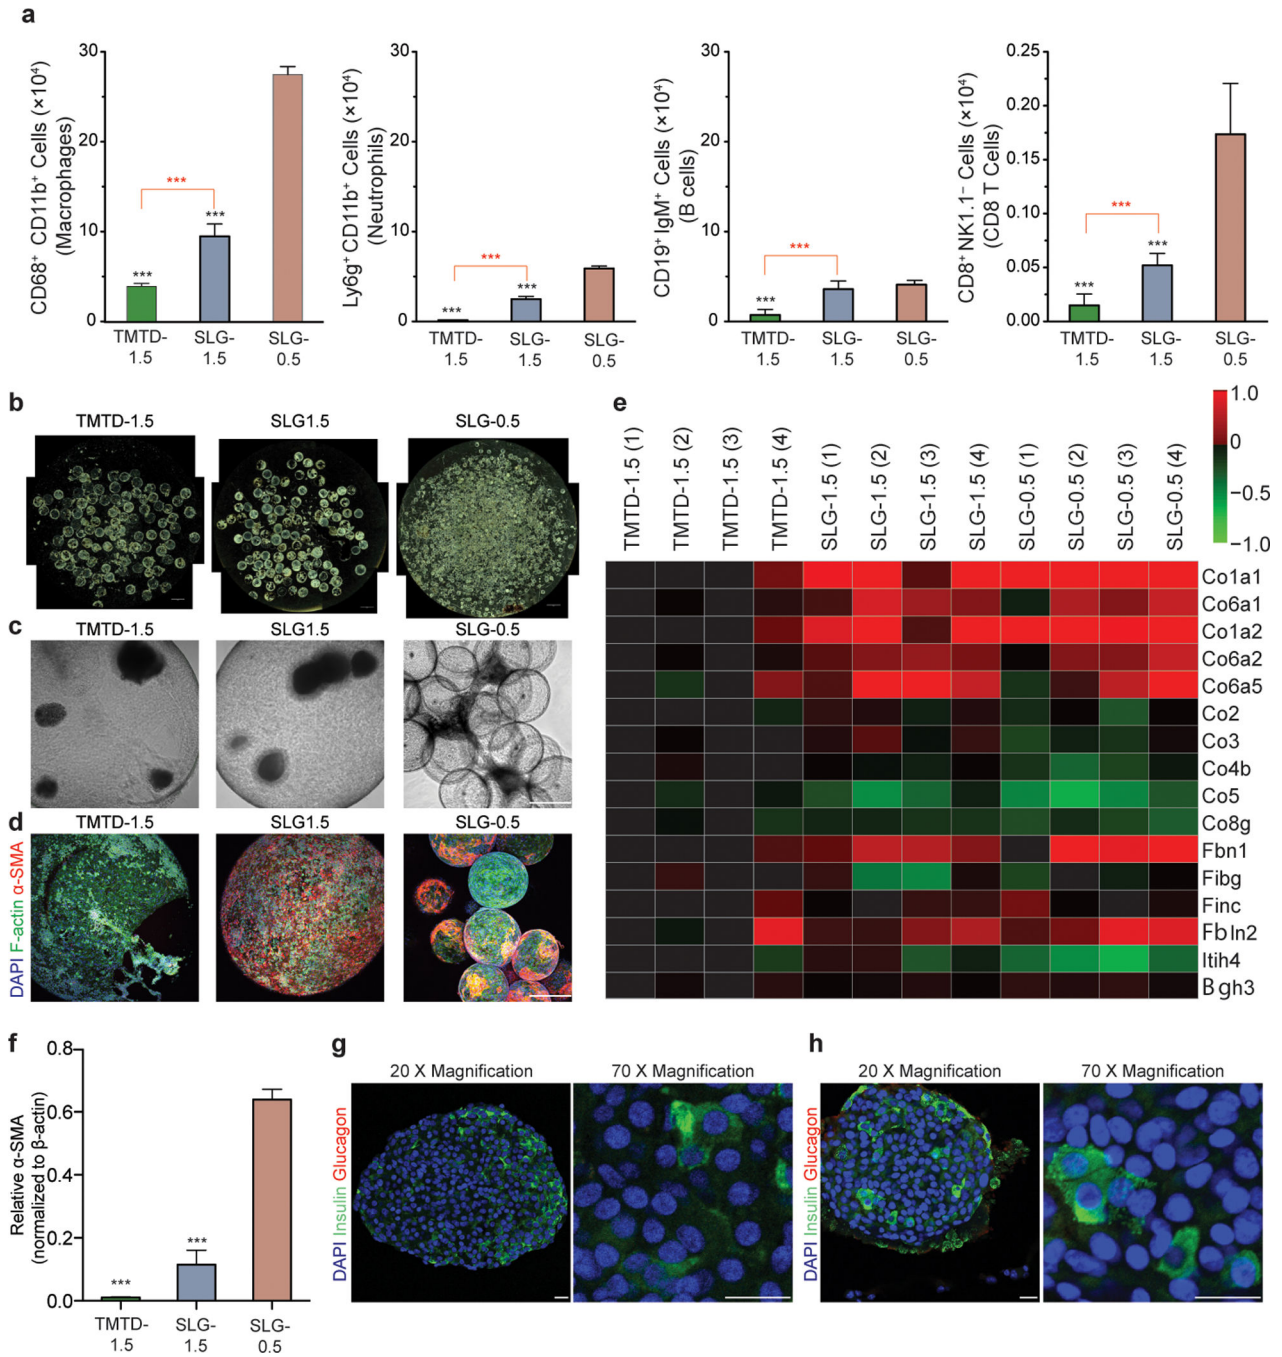 a
CD68⁺ CD11b⁺ Cells (×10⁴)
(Macrophages)
30
20
10
0
***
***
***
TMTD-
1.5
SLG-
1.5
SLG-
0.5
Ly6g⁺ CD11b⁺ Cells (×10⁴)
(Neutrophils)
30
20
10
0
***
***
***
TMTD-
1.5
SLG-
1.5
SLG-
0.5
CD19⁺ IgM⁺ Cells (×10⁴)
(B cells)
30
20
10
0
***
***
TMTD-
1.5
SLG-
1.5
SLG-
0.5
CD8⁺ NK1.1⁻ Cells (×10⁴)
(CD8 T Cells)
0.25
0.20
0.15
0.10
0.05
0.00
***
***
***
TMTD-
1.5
SLG-
1.5
SLG-
0.5
b
TMTD-1.5 SLG1.5 SLG-0.5
c
TMTD-1.5 SLG1.5 SLG-0.5
d
TMTD-1.5 SLG1.5 SLG-0.5
DAPI F-actin α-SMA
e
TMTD-1.5 (1)
TMTD-1.5 (2)
TMTD-1.5 (3)
TMTD-1.5 (4)
SLG-1.5 (1)
SLG-1.5 (2)
SLG-1.5 (3)
SLG-1.5 (4)
SLG-0.5 (1)
SLG-0.5 (2)
SLG-0.5 (3)
SLG-0.5 (4)
1.0
0
−0.5
−1.0
Co1a1
Co6a1
Co1a2
Co6a2
Co6a5
Co2
Co3
Co4b
Co5
Co8g
Fbn1
Fibg
Finc
Fbln2
Itih4
Bgh3
f
Relative α-SMA
(normalized to β-actin)
0.8
0.6
0.4
0.2
0.0
***
***
TMTD-
1.5
SLG-
1.5
SLG-
0.5
g
20 X Magnification 70 X Magnification
DAPI Insulin Glucagon
h
20 X Magnification 70 X Magnification
DAPI Insulin Glucagon